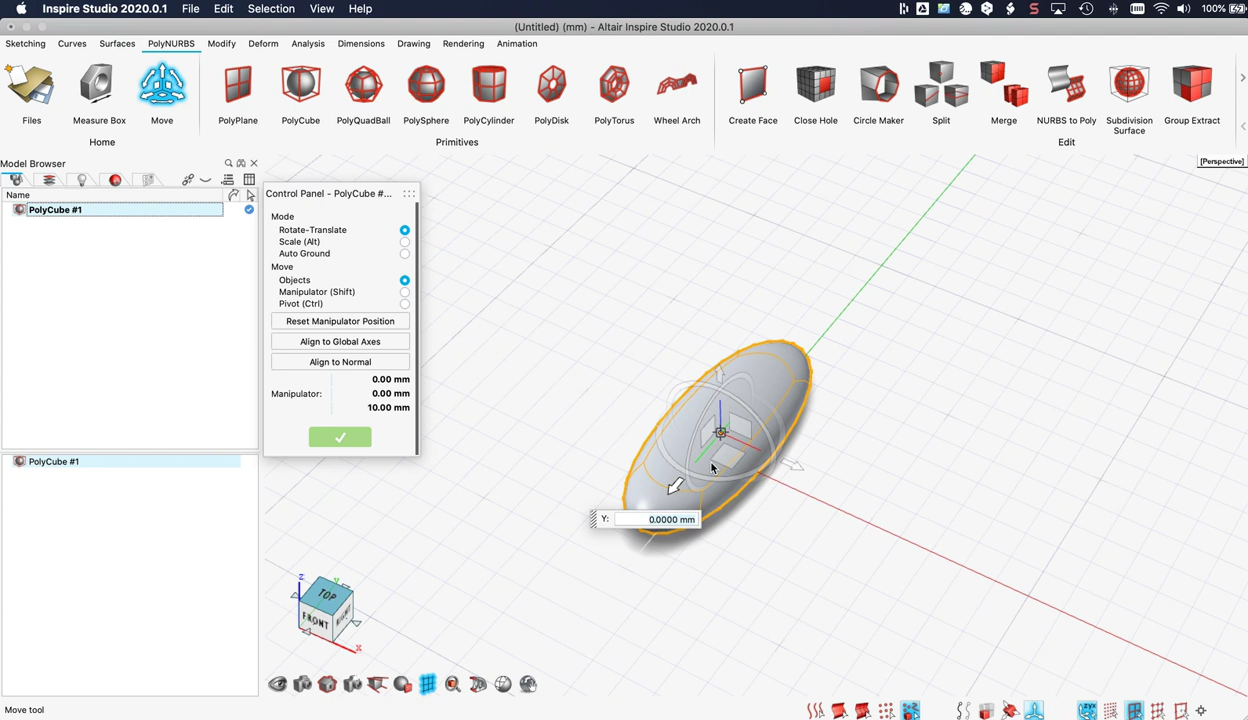 Inspire Studio 2020.0.1 File Edit Selection View Help 100%
(Untitled) (mm) - Altair Inspire Studio 2020.0.1
Sketching Curves Surfaces PolyNURBS Modify Deform Analysis Dimensions Drawing Rendering Animation
Files Measure Box Move PolyPlane PolyCube PolyQuadBall PolySphere PolyCylinder PolyDisk PolyTorus Wheel Arch Create Face Close Hole Circle Maker Split Merge NURBS to Poly Subdivision Surface Group Extract
Home Primitives Edit
Model Browser
[Perspective]
Name
PolyCube #1
Control Panel - PolyCube #...
Mode
Rotate-Translate
Scale (Alt)
Auto Ground
Move
Objects
Manipulator (Shift)
Pivot (Ctrl)
Reset Manipulator Position
Align to Global Axes
Align to Normal
0.00 mm
Manipulator: 0.00 mm
10.00 mm
PolyCube #1
Y: 0.0000 mm
Z Y
TOP
FRONT RIGHT
X
Move tool